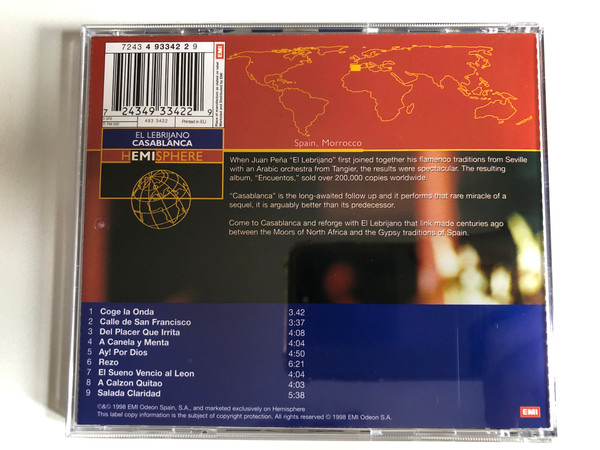 7243 4 93342 2 9
EMI
7 24349 33422 9
493 3422
Printed in EU
EL LEBRIJANO
CASABLANCA
HEMISPHERE
Spain, Morrocco
When Juan Peña "El Lebrijano" first joined together his flamenco traditions from Seville
with an Arabic orchestra from Tangier, the results were spectacular. The resulting
album, "Encuentos," sold over 200,000 copies worldwide.
"Casablanca" is the long-awaited follow up and it performs that rare miracle of a
sequel, it is arguably better than its predecessor.
Come to Casablanca and reforge with El Lebrijano that link made centuries ago
between the Moors of North Africa and the Gypsy traditions of Spain.
1 Coge la Onda 3.42
2 Calle de San Francisco 3:37
3 Del Placer Que Irrita 4:08
4 A Canela y Menta 4:04
5 Ay! Por Dios 4:50
6 Rezo 6:21
7 El Sueno Vencio al Leon 4:04
8 A Calzon Quitao 4:03
9 Salada Claridad 5:38
℗&© 1998 EMI Odeon Spain, S.A., and marketed exclusively on Hemisphere
This label copy information is the subject of copyright protection. All rights reserved © 1998 EMI Odeon S.A.
EMI